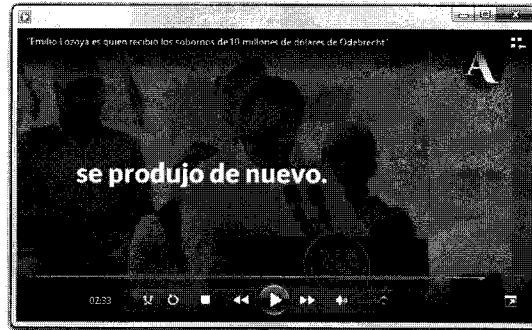 "Emilio Lozoya es quien recibió los sobornos de 10 millones de dólares de Odebrecht"
A
se produjo de nuevo.
02:33